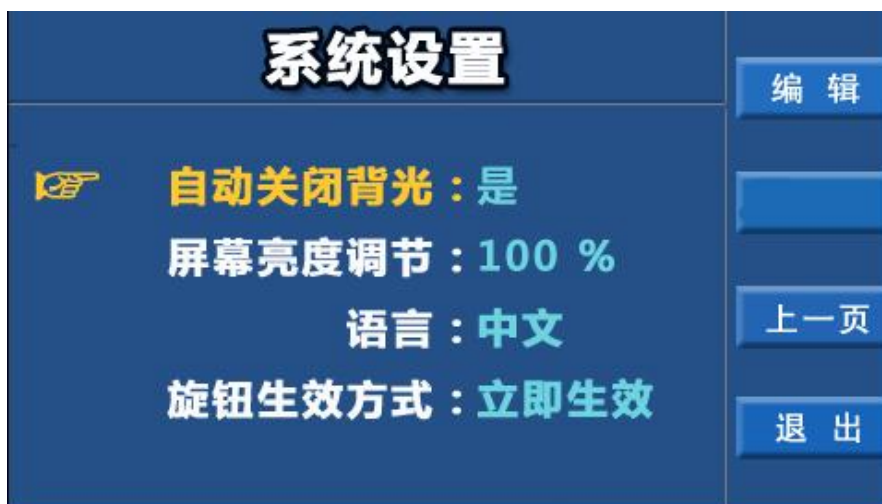 系统设置
编 辑
自动关闭背光：是
屏幕亮度调节：100 %
语言：中文
上一页
旋钮生效方式：立即生效
退 出